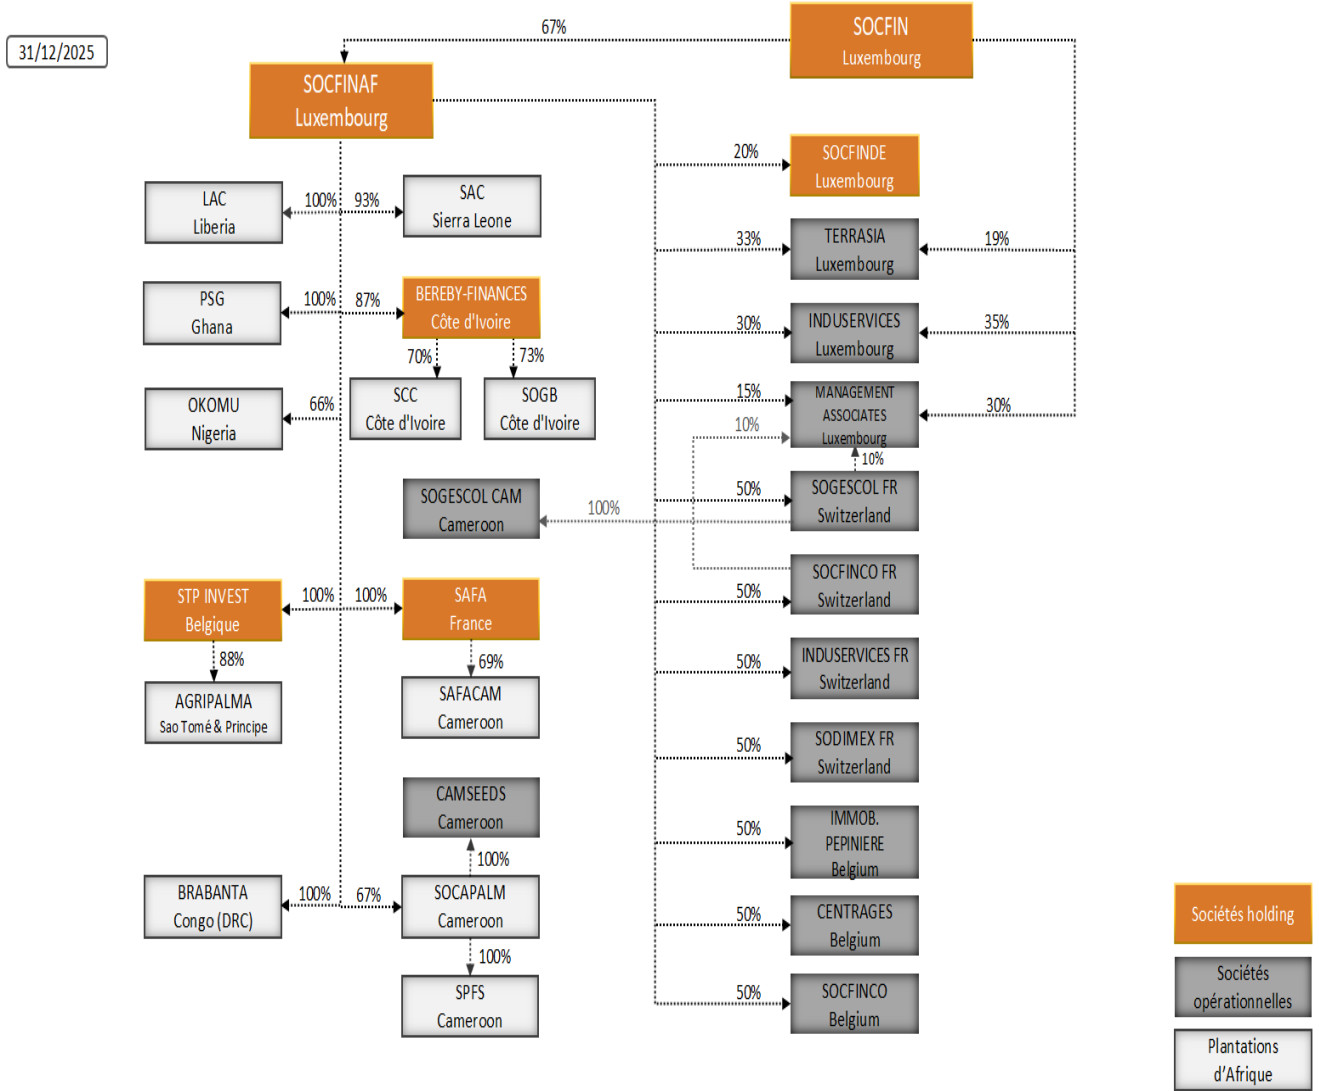 31/12/2025
67%
SOCFIN
Luxembourg
SOCFINAF
Luxembourg
20%
SOCFINDE
Luxembourg
LAC
Liberia
100%
93%
SAC
Sierra Leone
33%
TERRASIA
Luxembourg
19%
PSG
Ghana
100%
87%
BEREBY-FINANCES
Côte d'Ivoire
30%
INDUSERVICES
Luxembourg
35%
70%
73%
OKOMU
Nigeria
66%
SCC
Côte d'Ivoire
SOGB
Côte d'Ivoire
15%
MANAGEMENT
ASSOCIATES
Luxembourg
30%
10%
10%
SOGESCOL CAM
Cameroon
100%
50%
SOGESCOL FR
Switzerland
STP INVEST
Belgique
100%
100%
SAFA
France
50%
SOCFINCO FR
Switzerland
88%
69%
50%
INDUSERVICES FR
Switzerland
AGRIPALMA
Sao Tomé & Principe
SAFACAM
Cameroon
50%
SODIMEX FR
Switzerland
CAMSEEDS
Cameroon
50%
IMMOB.
PEPINIERE
Belgium
100%
BRABANTA
Congo (DRC)
100%
67%
SOCAPALM
Cameroon
50%
CENTRAGES
Belgium
100%
SPFS
Cameroon
50%
SOCFINCO
Belgium
Sociétés holding
Sociétés
opérationnelles
Plantations
d'Afrique